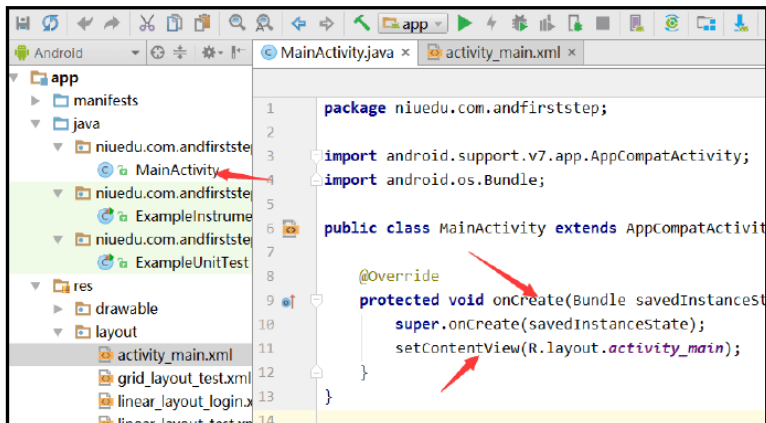 app
Android
MainActivity.java ×
activity_main.xml ×
app
manifests
java
niuedu.com.andfirststep
MainActivity
niuedu.com.andfirststep
ExampleInstrume
niuedu.com.andfirststep
ExampleUnitTest
res
drawable
layout
activity_main.xml
grid_layout_test.xml
linear_layout_login.x
linear_layout_test.xm
1 package niuedu.com.andfirststep;
2
3 import android.support.v7.app.AppCompatActivity;
4 import android.os.Bundle;
5
6 public class MainActivity extends AppCompatActivit
7
8 @Override
9 protected void onCreate(Bundle savedInstanceSt
10 super.onCreate(savedInstanceState);
11 setContentView(R.layout.activity_main);
12 }
13 }
14